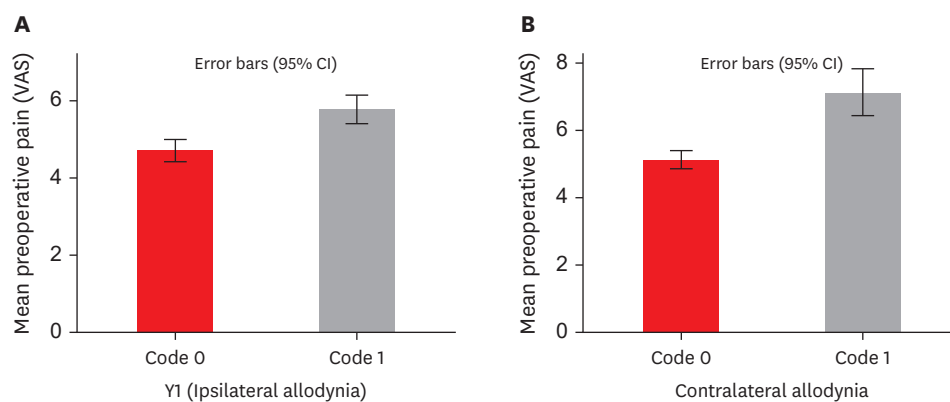 A
Error bars (95% CI)
Mean preoperative pain (VAS)
6
4
2
0
Code 0 Code 1
Y1 (Ipsilateral allodynia)
B
Error bars (95% CI)
Mean preoperative pain (VAS)
8
6
4
2
0
Code 0 Code 1
Contralateral allodynia